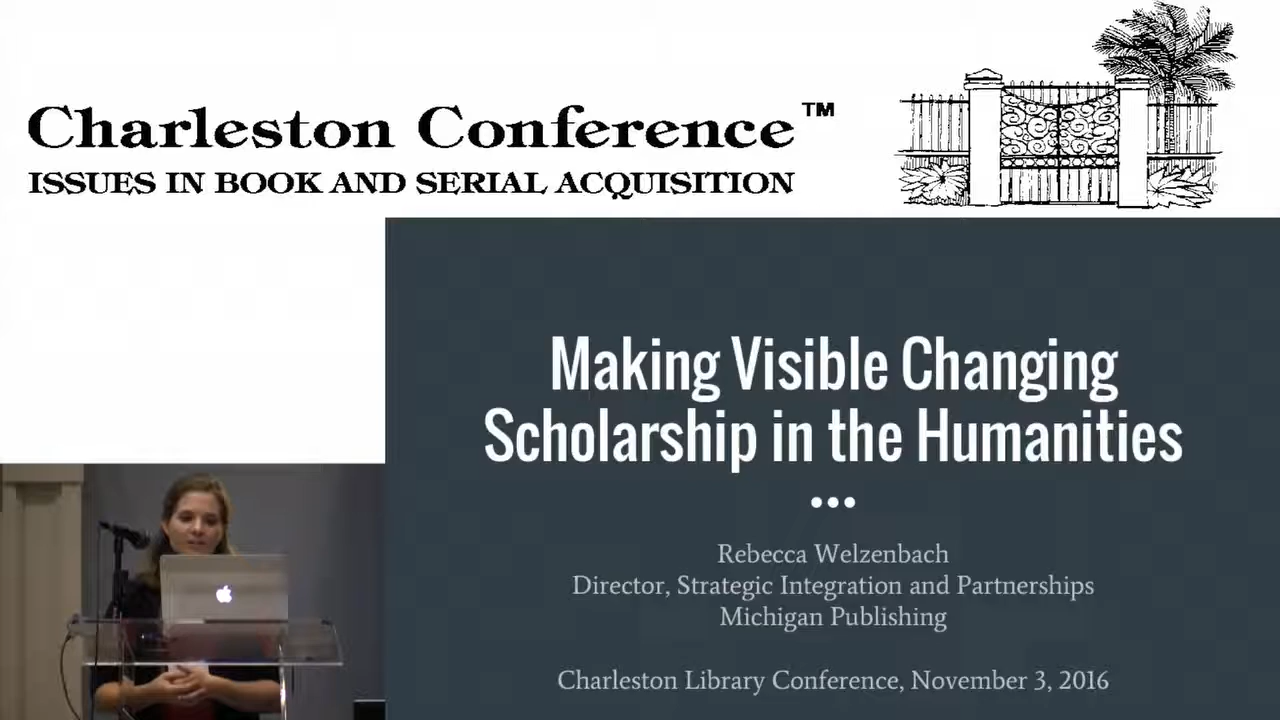 Charleston Conference™
ISSUES IN BOOK AND SERIAL ACQUISITION
Making Visible Changing
Scholarship in the Humanities
Rebecca Welzenbach
Director, Strategic Integration and Partnerships
Michigan Publishing
Charleston Library Conference, November 3, 2016